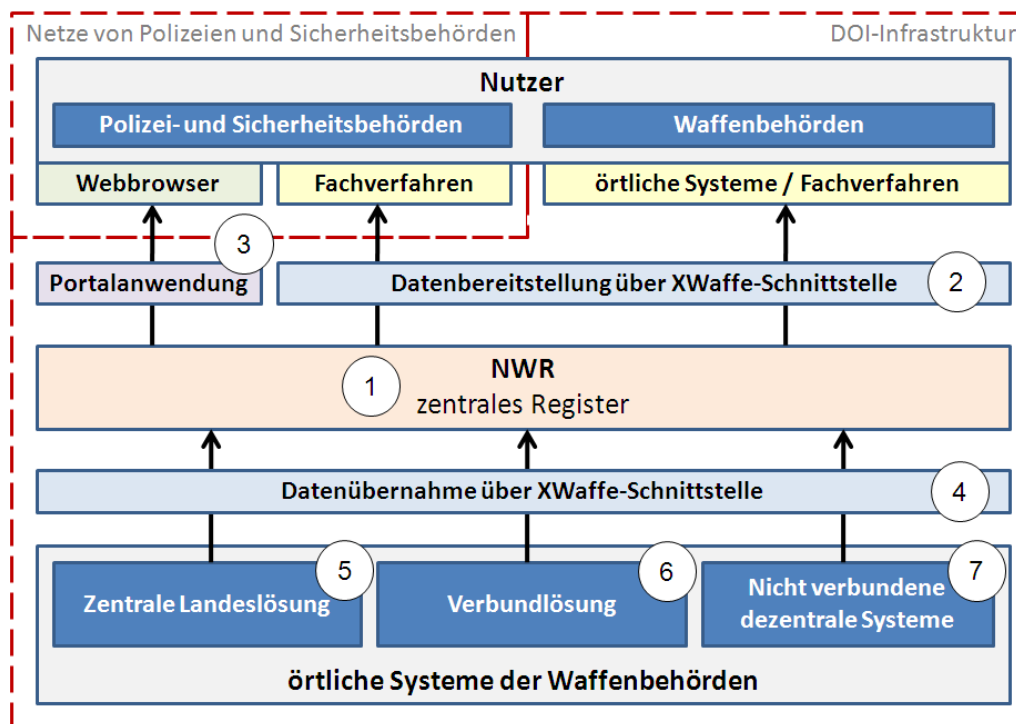 Netze von Polizeien und Sicherheitsbehörden
DOI-Infrastruktur
Nutzer
Polizei- und Sicherheitsbehörden
Waffenbehörden
Webbrowser
Fachverfahren
örtliche Systeme / Fachverfahren
3
Portalanwendung
Datenbereitstellung über XWaffe-Schnittstelle
2
NWR
1
zentrales Register
Datenübernahme über XWaffe-Schnittstelle
4
5
6
7
Zentrale Landeslösung
Verbundlösung
Nicht verbundene
dezentrale Systeme
örtliche Systeme der Waffenbehörden